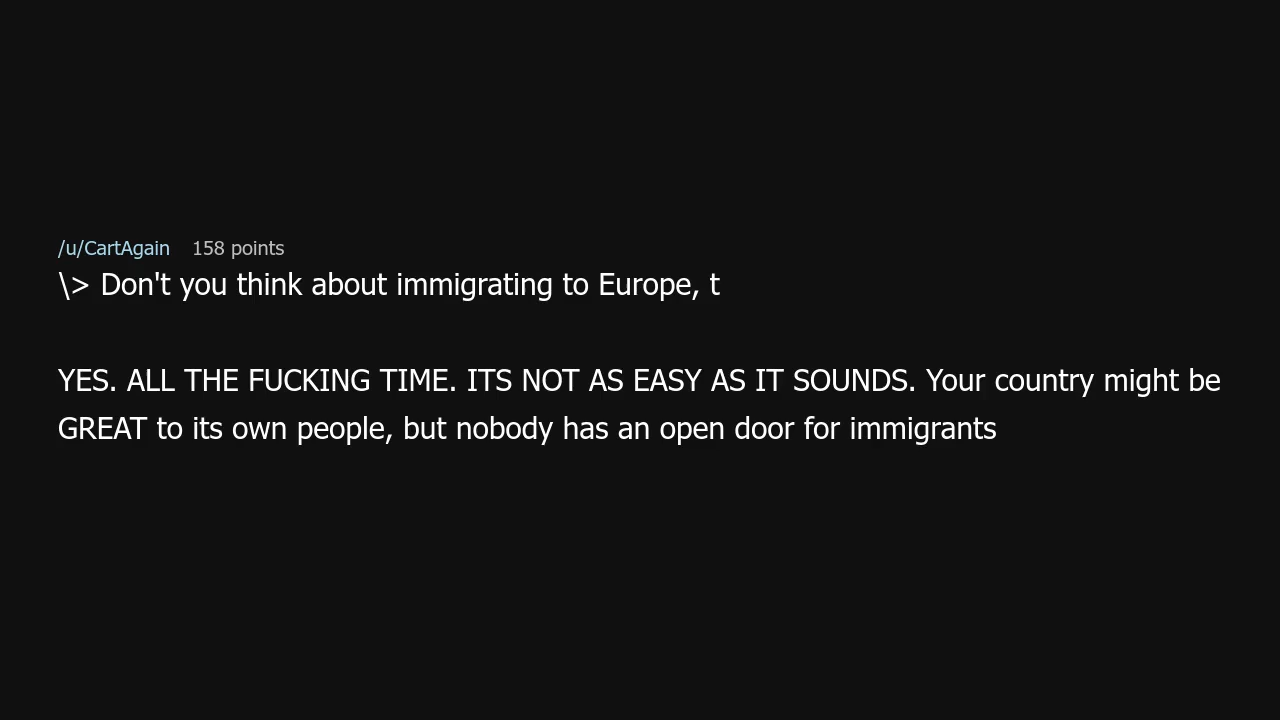 /u/CartAgain 158 points
\> Don't you think about immigrating to Europe, t
YES. ALL THE FUCKING TIME. ITS NOT AS EASY AS IT SOUNDS. Your country might be
GREAT to its own people, but nobody has an open door for immigrants